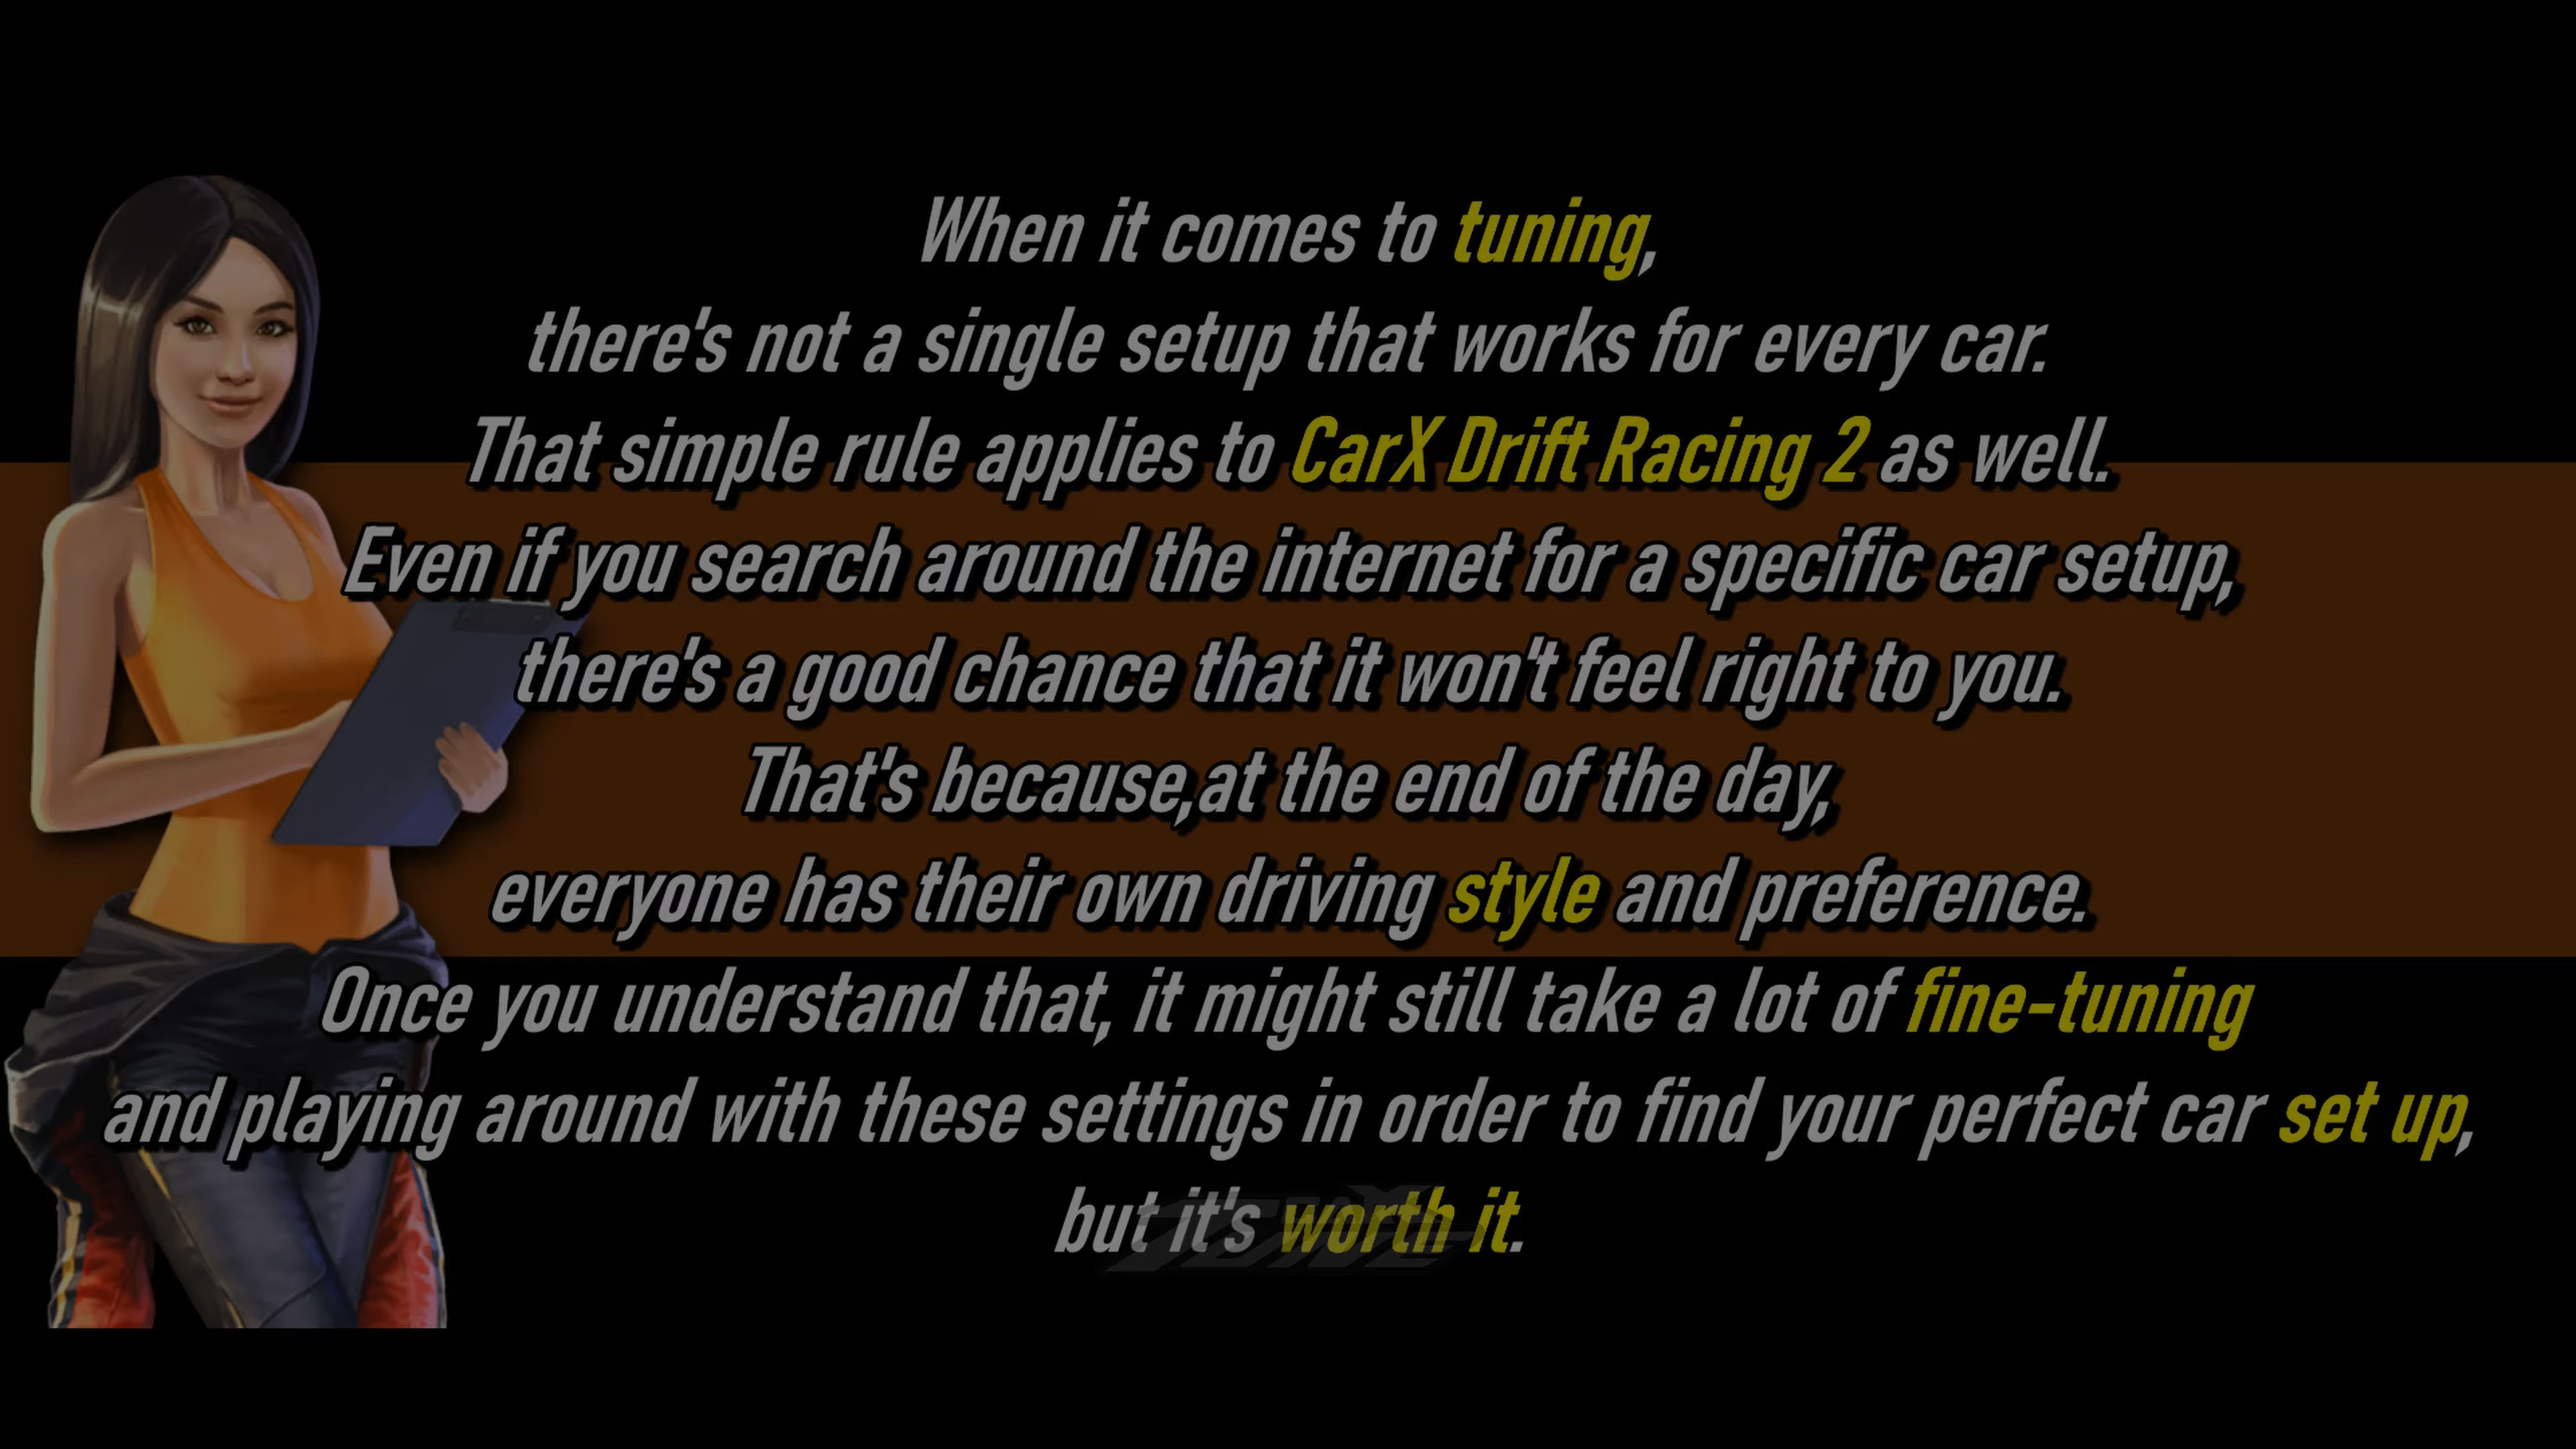 When it comes to tuning,
there's not a single setup that works for every car.
That simple rule applies to CarX Drift Racing 2 as well.
Even if you search around the internet for a specific car setup,
there's a good chance that it won't feel right to you.
That's because,at the end of the day,
everyone has their own driving style and preference.
Once you understand that, it might still take a lot of fine-tuning
and playing around with these settings in order to find your perfect car set up,
but it's worth it.